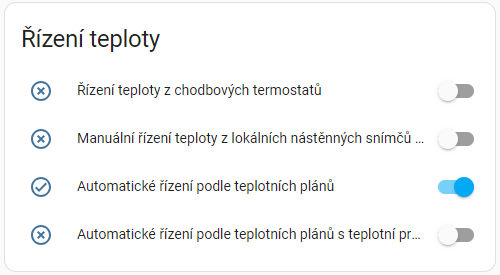 Řízení teploty
Řízení teploty z chodbových termostatů
Manuální řízení teploty z lokálních nástěnných snímčů ...
Automatické řízení podle teplotních plánů
Automatické řízení podle teplotních plánů s teplotní pr...